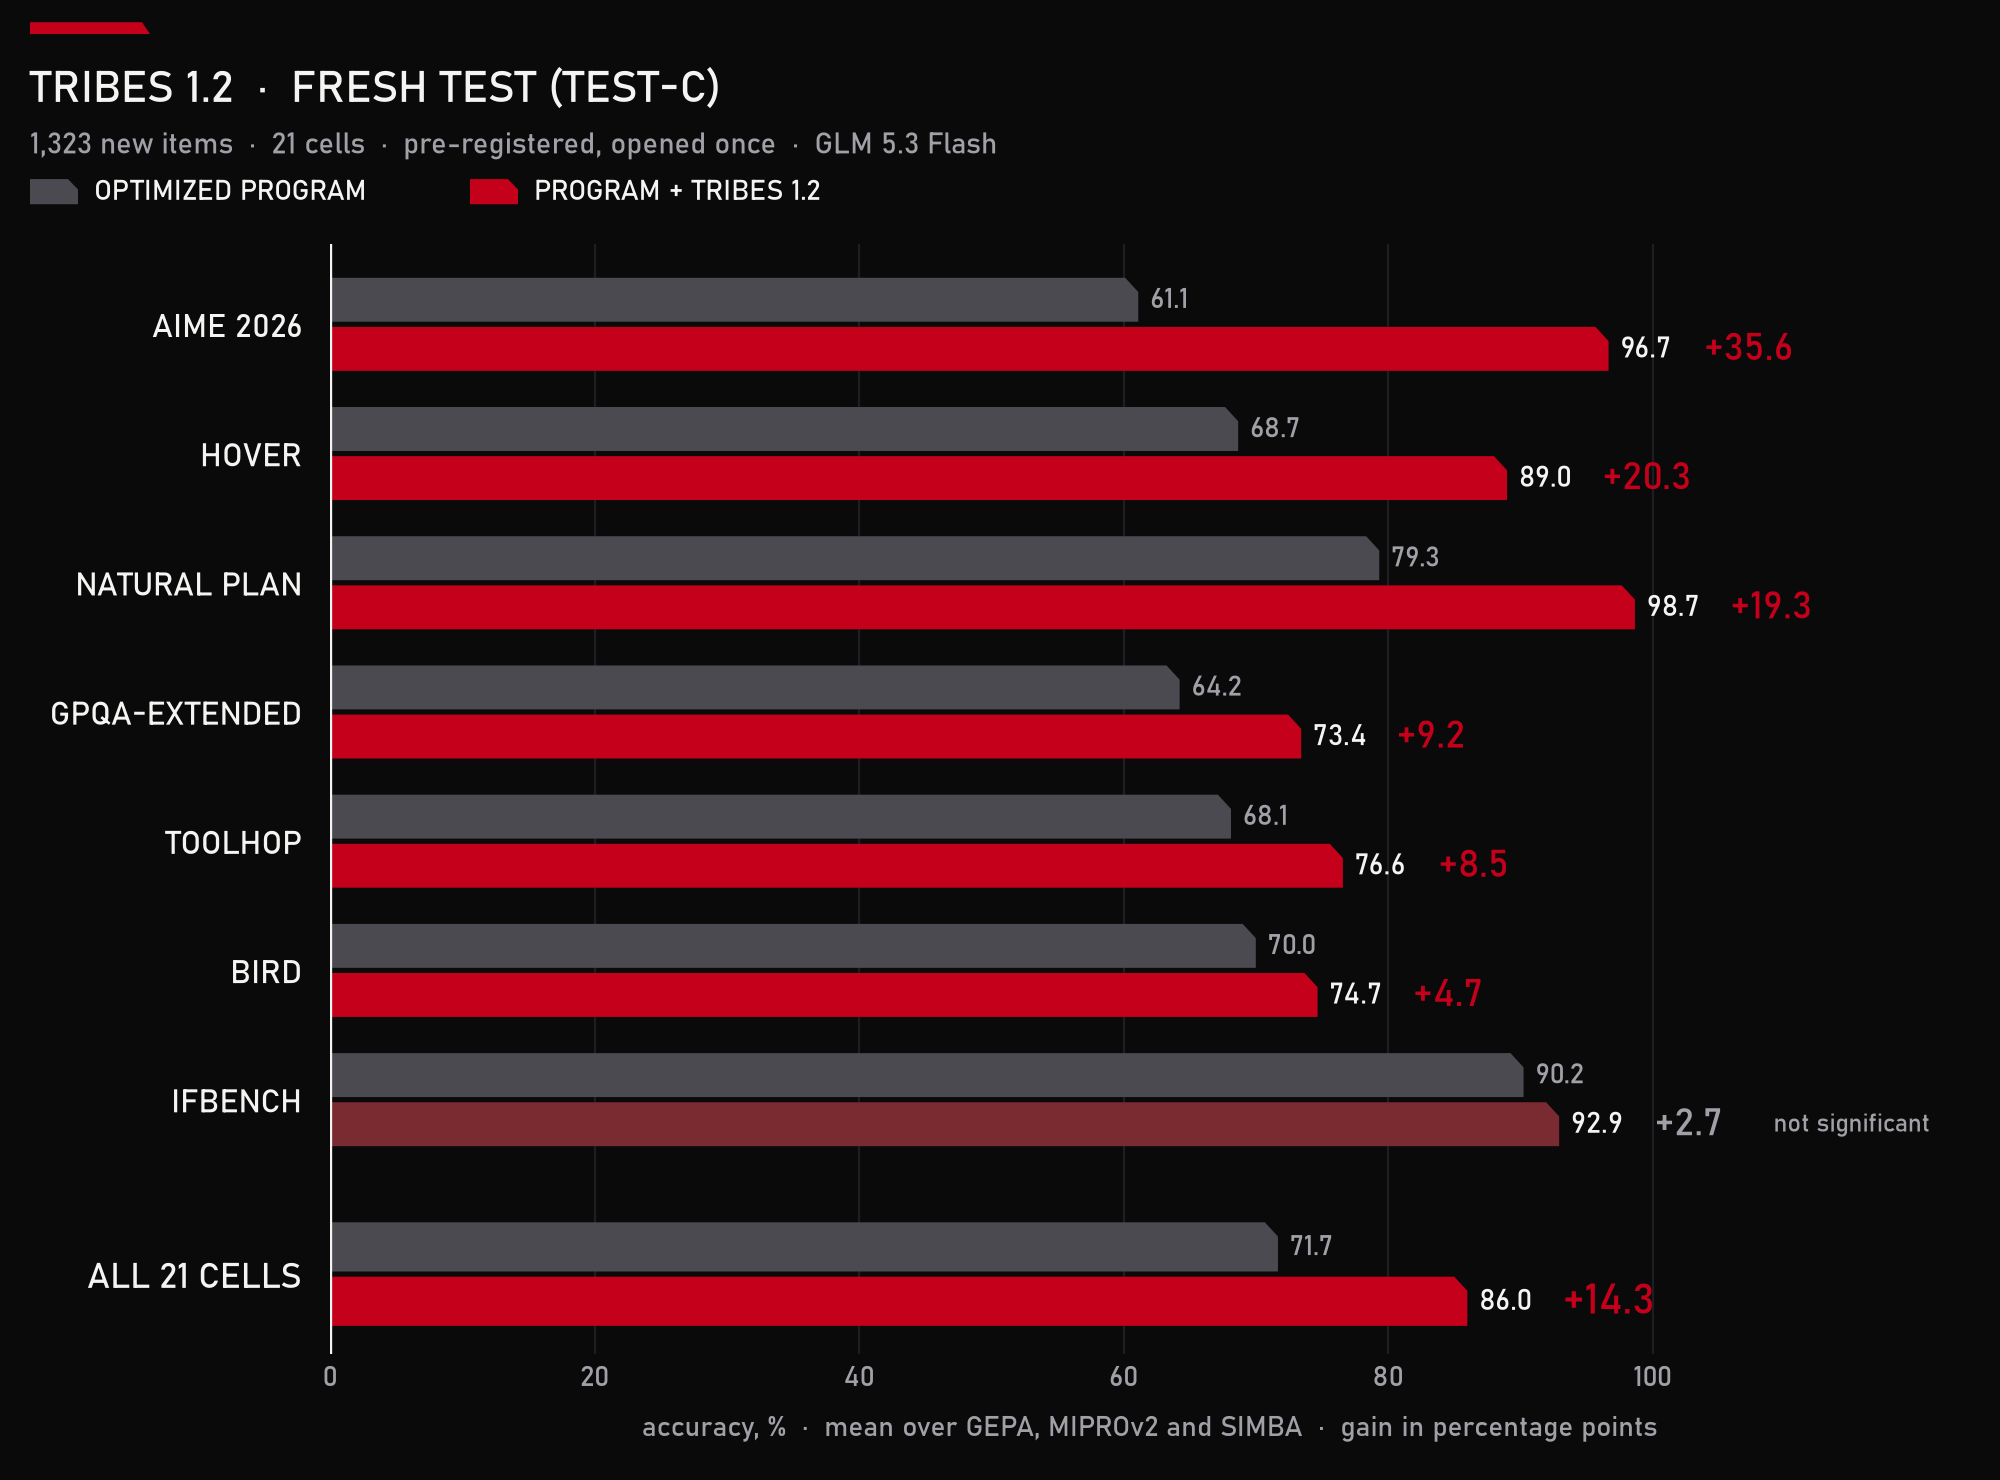 TRIBES 1.2 · FRESH TEST (TEST-C)
1,323 new items · 21 cells · pre-registered, opened once · GLM 5.3 Flash
OPTIMIZED PROGRAM PROGRAM + TRIBES 1.2
61.1
AIME 2026
96.7 +35.6
68.7
HOVER
89.0 +20.3
79.3
NATURAL PLAN
98.7 +19.3
64.2
GPQA-EXTENDED
73.4 +9.2
68.1
TOOLHOP
76.6 +8.5
70.0
BIRD
74.7 +4.7
90.2
IFBENCH
92.9 +2.7 not significant
71.7
ALL 21 CELLS
86.0 +14.3
0 20 40 60 80 100
accuracy, % · mean over GEPA, MIPROv2 and SIMBA · gain in percentage points